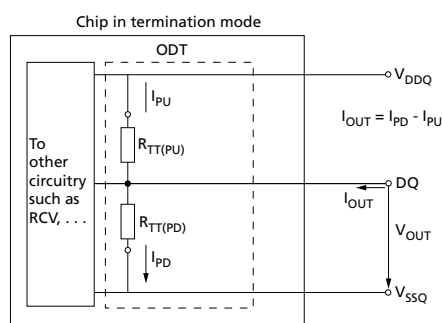 Chip in termination mode
ODT
V_DDQ
I_PU
I_OUT = I_PD - I_PU
To
other
circuitry
such as
RCV, . . .
R_TT(PU)
DQ
I_OUT
R_TT(PD)
V_OUT
I_PD
V_SSQ